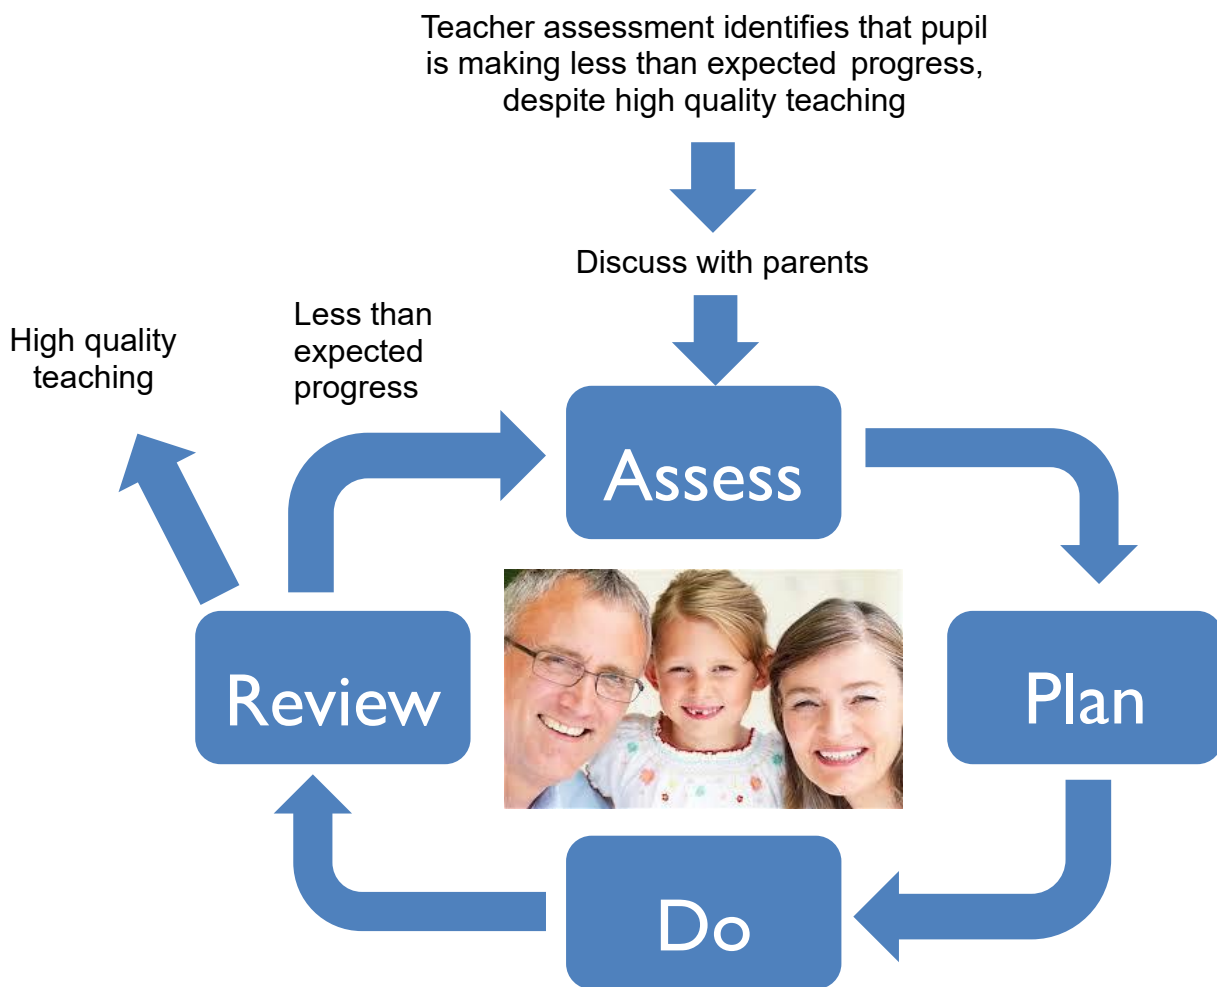 Teacher assessment identifies that pupil
is making less than expected progress,
despite high quality teaching
Discuss with parents
Less than
expected
progress
High quality
teaching
Assess
Plan
Do
Review